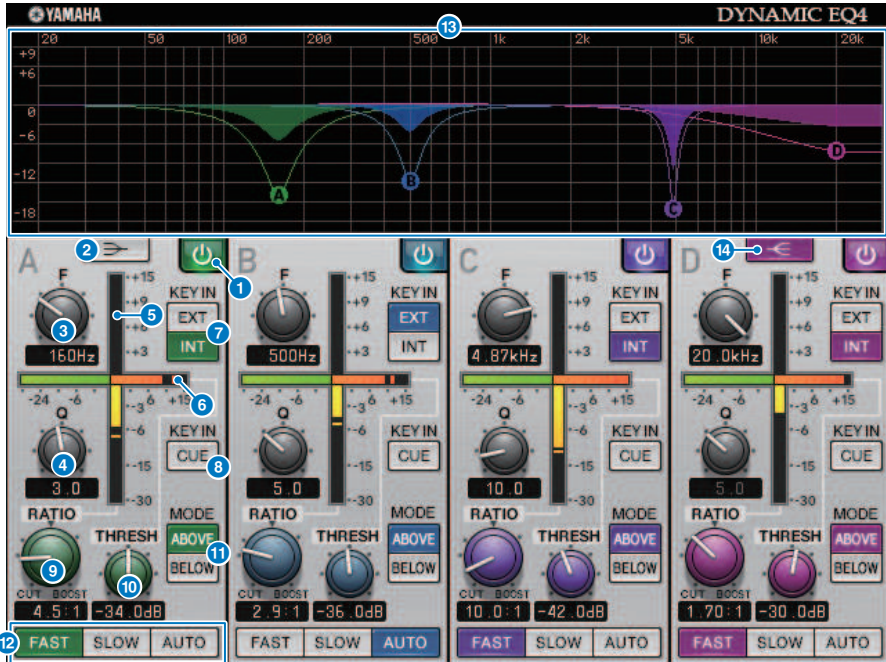 YAMAHA DYNAMIC EQ4
13
20 50 100 200 500 1k 2k 5k 10k 20k
+9
+6
0
-6
-12
-18
A B C D
A 2 1 B C D 14
F +15 KEY IN F +15 KEY IN F +15 KEY IN F +15 KEY IN
3 5 +9 7 EXT +9 EXT +9 EXT +9 EXT
+6 INT +6 INT +6 INT +6 INT
160Hz +3 500Hz +3 4.87kHz +3 20.0kHz +3
6
-24 -6 6 +15 -24 -6 6 +15 -24 -6 6 +15 -24 -6 6 +15
Q -3 Q -3 Q -3 Q -3
-6 KEY IN -6 KEY IN -6 KEY IN -6 KEY IN
4 CUE 8 CUE CUE CUE
-15 -15 -15 -15
3.0 5.0 10.0 5.0
-30 -30 -30 -30
RATIO MODE RATIO MODE RATIO MODE RATIO MODE
THRESH ABOVE 11 THRESH ABOVE THRESH ABOVE THRESH ABOVE
9 10 BELOW BELOW BELOW BELOW
CUT BOOST CUT BOOST CUT BOOST CUT BOOST
4.5:1 -34.0dB 2.9:1 -36.0dB 10.0:1 -42.0dB 1.70:1 -30.0dB
12 FAST SLOW AUTO FAST SLOW AUTO FAST SLOW AUTO FAST SLOW AUTO